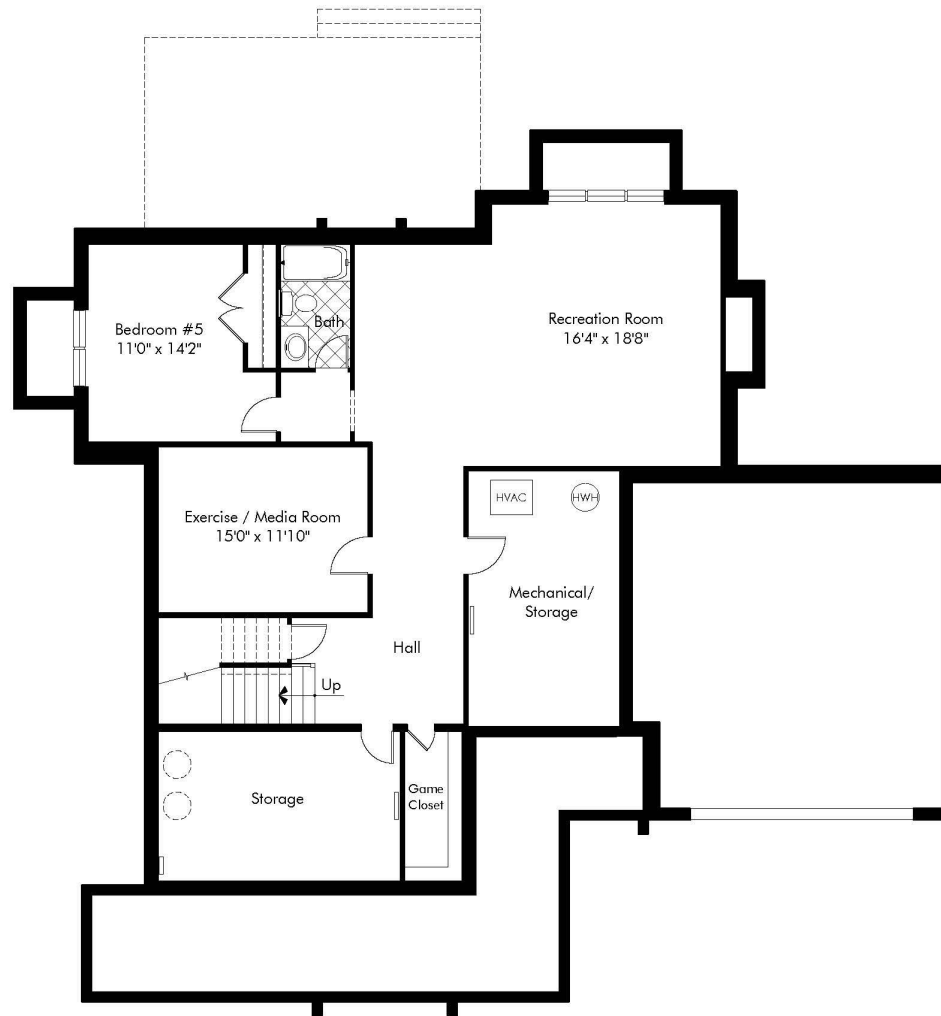 Bedroom #5
11'0" x 14'2"
Bath
Recreation Room
16'4" x 18'8"
Exercise / Media Room
15'0" x 11'10"
HVAC
HWH
Mechanical/
Storage
Hall
Up
Storage
Game
Closet